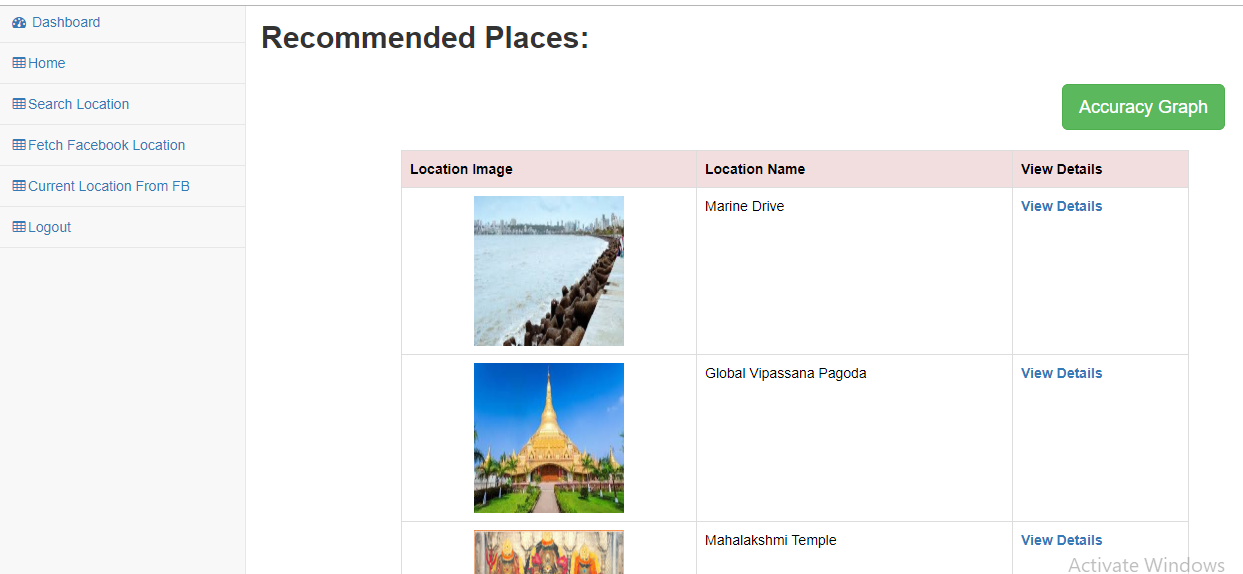 Dashboard
Home
Search Location
Fetch Facebook Location
Current Location From FB
Logout
Recommended Places:
Accuracy Graph
Location Image Location Name View Details
Marine Drive View Details
Global Vipassana Pagoda View Details
Mahalakshmi Temple View Details
Activate Windows